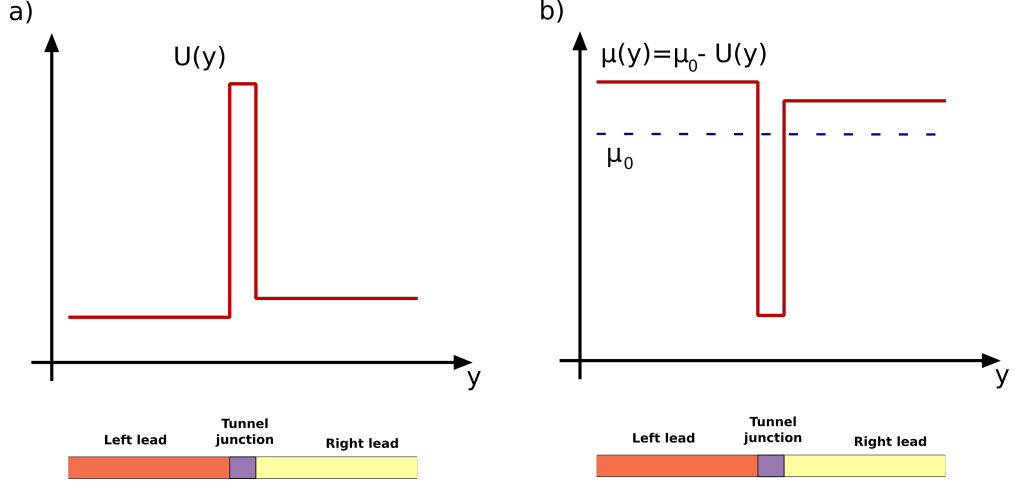 a)
U(y)
y
Left lead
Tunnel
junction
Right lead
b)
μ(y)=μ₀- U(y)
μ₀
y
Left lead
Tunnel
junction
Right lead